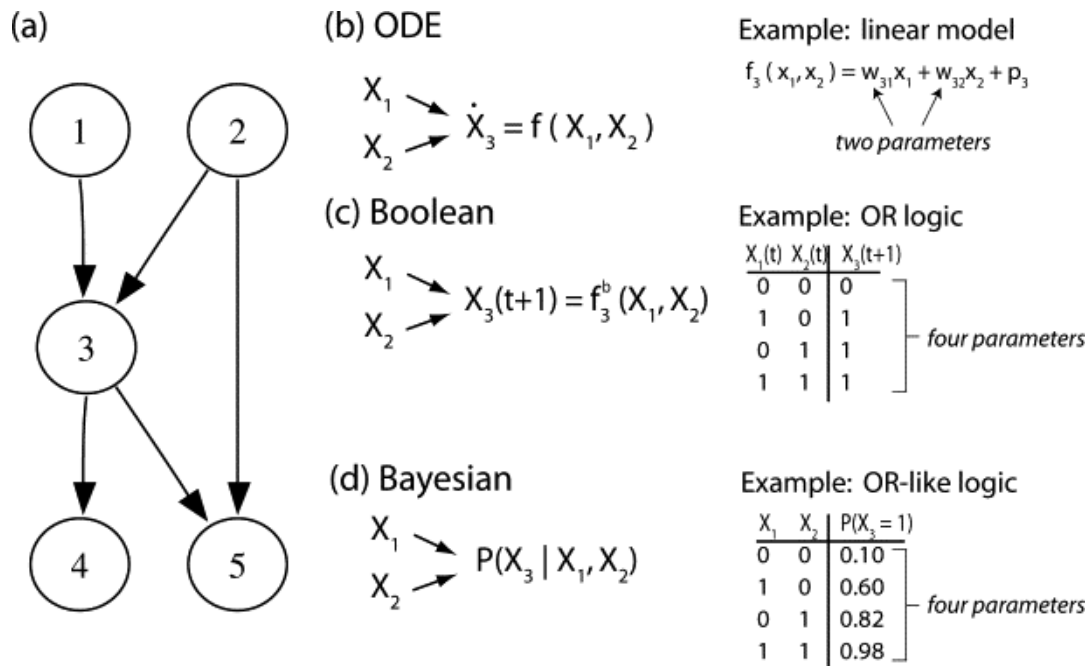 (a)
1
2
3
4
5
(b) ODE
X₁
X₂
Ẋ₃ = f ( X₁, X₂ )
Example: linear model
f₃ ( x₁, x₂ ) = w₃₁x₁ + w₃₂x₂ + p₃
two parameters
(c) Boolean
X₁
X₂
X₃(t+1) = f₃ᵇ (X₁, X₂)
Example: OR logic
X₁(t) X₂(t) X₃(t+1)
0 0 0
1 0 1
0 1 1
1 1 1
four parameters
(d) Bayesian
X₁
X₂
P(X₃ | X₁, X₂)
Example: OR-like logic
X₁ X₂ P(X₃ = 1)
0 0 0.10
1 0 0.60
0 1 0.82
1 1 0.98
four parameters